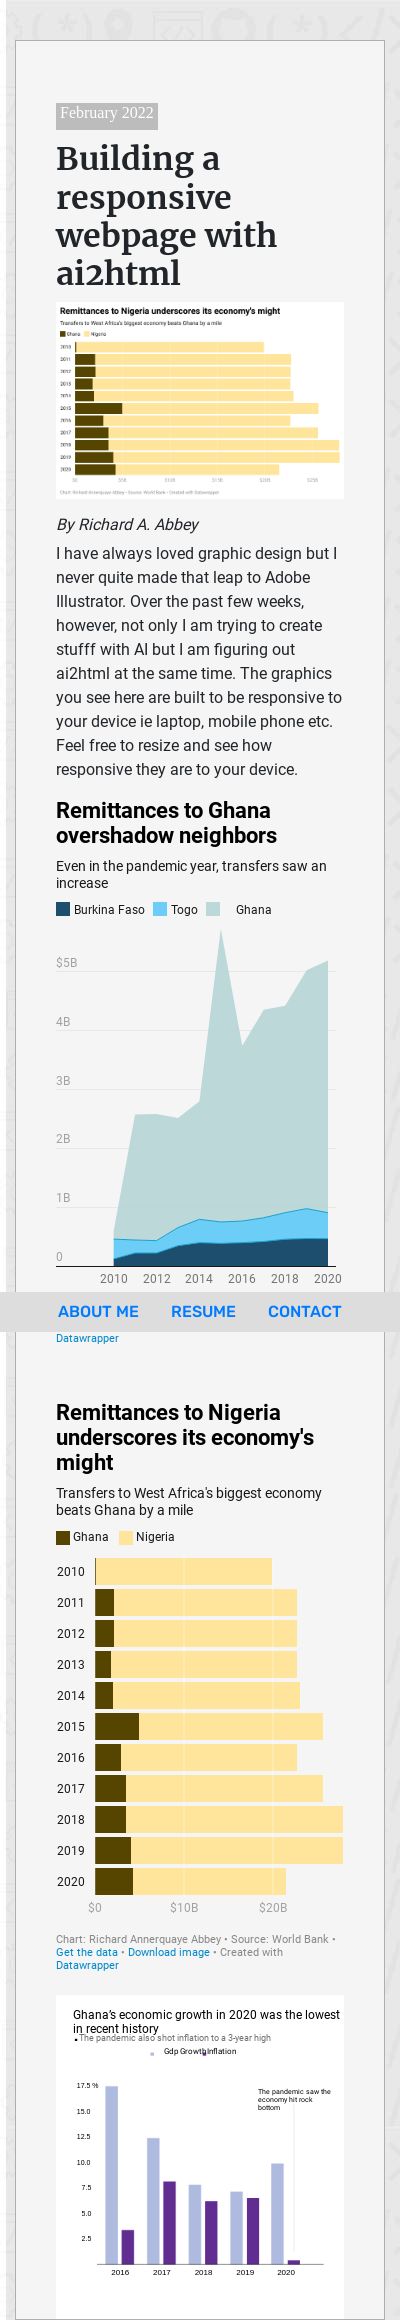 February 2022
Building a
responsive
webpage with
ai2html
Remittances to Nigeria underscores its economy's might
Transfers to West Africa's biggest economy beats Ghana by a mile
Ghana Nigeria
2010
2011
2012
2013
2014
2015
2016
2017
2018
2019
2020
$0 $5B $10B $15B $20B $25B
Chart: Richard Annerquaye Abbey • Source: World Bank • Created with Datawrapper
By Richard A. Abbey
I have always loved graphic design but I
never quite made that leap to Adobe
Illustrator. Over the past few weeks,
however, not only I am trying to create
stufff with AI but I am figuring out
ai2html at the same time. The graphics
you see here are built to be responsive to
your device ie laptop, mobile phone etc.
Feel free to resize and see how
responsive they are to your device.
Remittances to Ghana
overshadow neighbors
Even in the pandemic year, transfers saw an
increase
Burkina Faso Togo Ghana
$5B
4B
3B
2B
1B
0
2010 2012 2014 2016 2018 2020
ABOUT ME RESUME CONTACT
Datawrapper
Remittances to Nigeria
underscores its economy's
might
Transfers to West Africa's biggest economy
beats Ghana by a mile
Ghana Nigeria
2010
2011
2012
2013
2014
2015
2016
2017
2018
2019
2020
$0 $10B $20B
Chart: Richard Annerquaye Abbey • Source: World Bank •
Get the data • Download image • Created with
Datawrapper
Ghana’s economic growth in 2020 was the lowest
in recent history
The pandemic also shot inflation to a 3-year high
Gdp Growth Inflation
The pandemic saw the
economy hit rock
bottom
17.5 %
15.0
12.5
10.0
7.5
5.0
2.5
2016 2017 2018 2019 2020